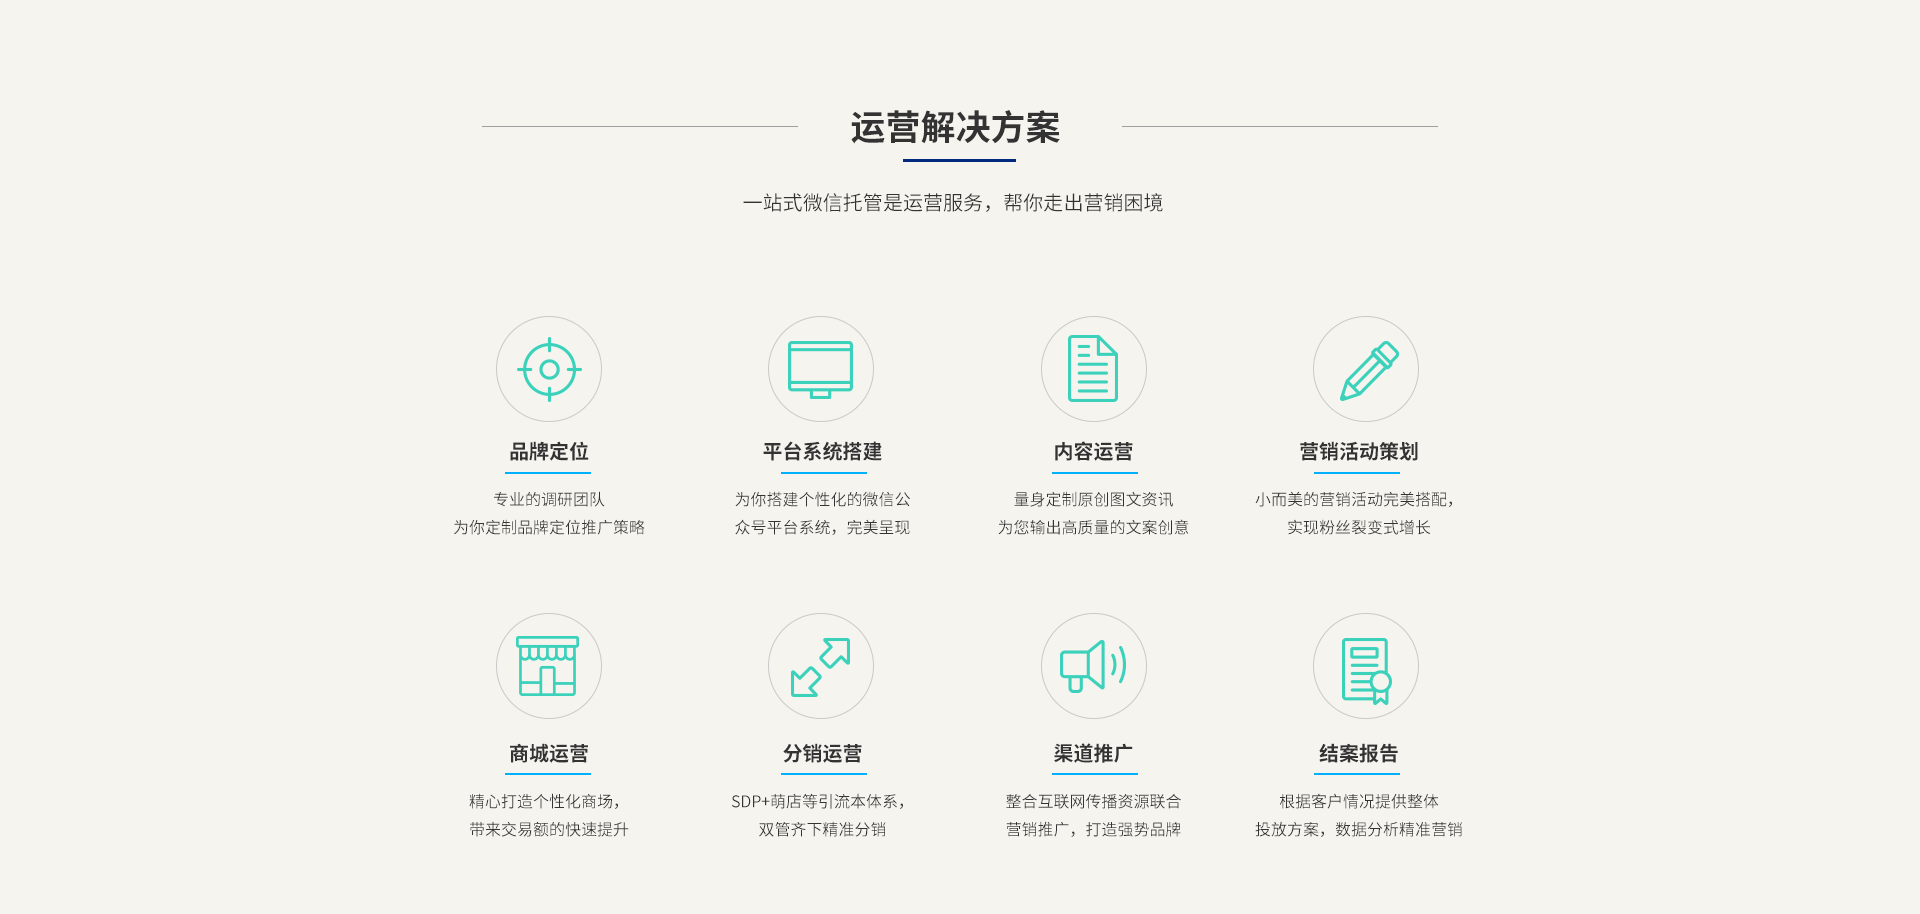 运营解决方案
一站式微信托管是运营服务，帮你走出营销困境
品牌定位
专业的调研团队
为你定制品牌定位推广策略
平台系统搭建
为你搭建个性化的微信公
众号平台系统，完美呈现
内容运营
量身定制原创图文资讯
为您输出高质量的文案创意
营销活动策划
小而美的营销活动完美搭配，
实现粉丝裂变式增长
商城运营
精心打造个性化商场，
带来交易额的快速提升
分销运营
SDP+萌店等引流本体系，
双管齐下精准分销
渠道推广
整合互联网传播资源联合
营销推广，打造强势品牌
结案报告
根据客户情况提供整体
投放方案，数据分析精准营销